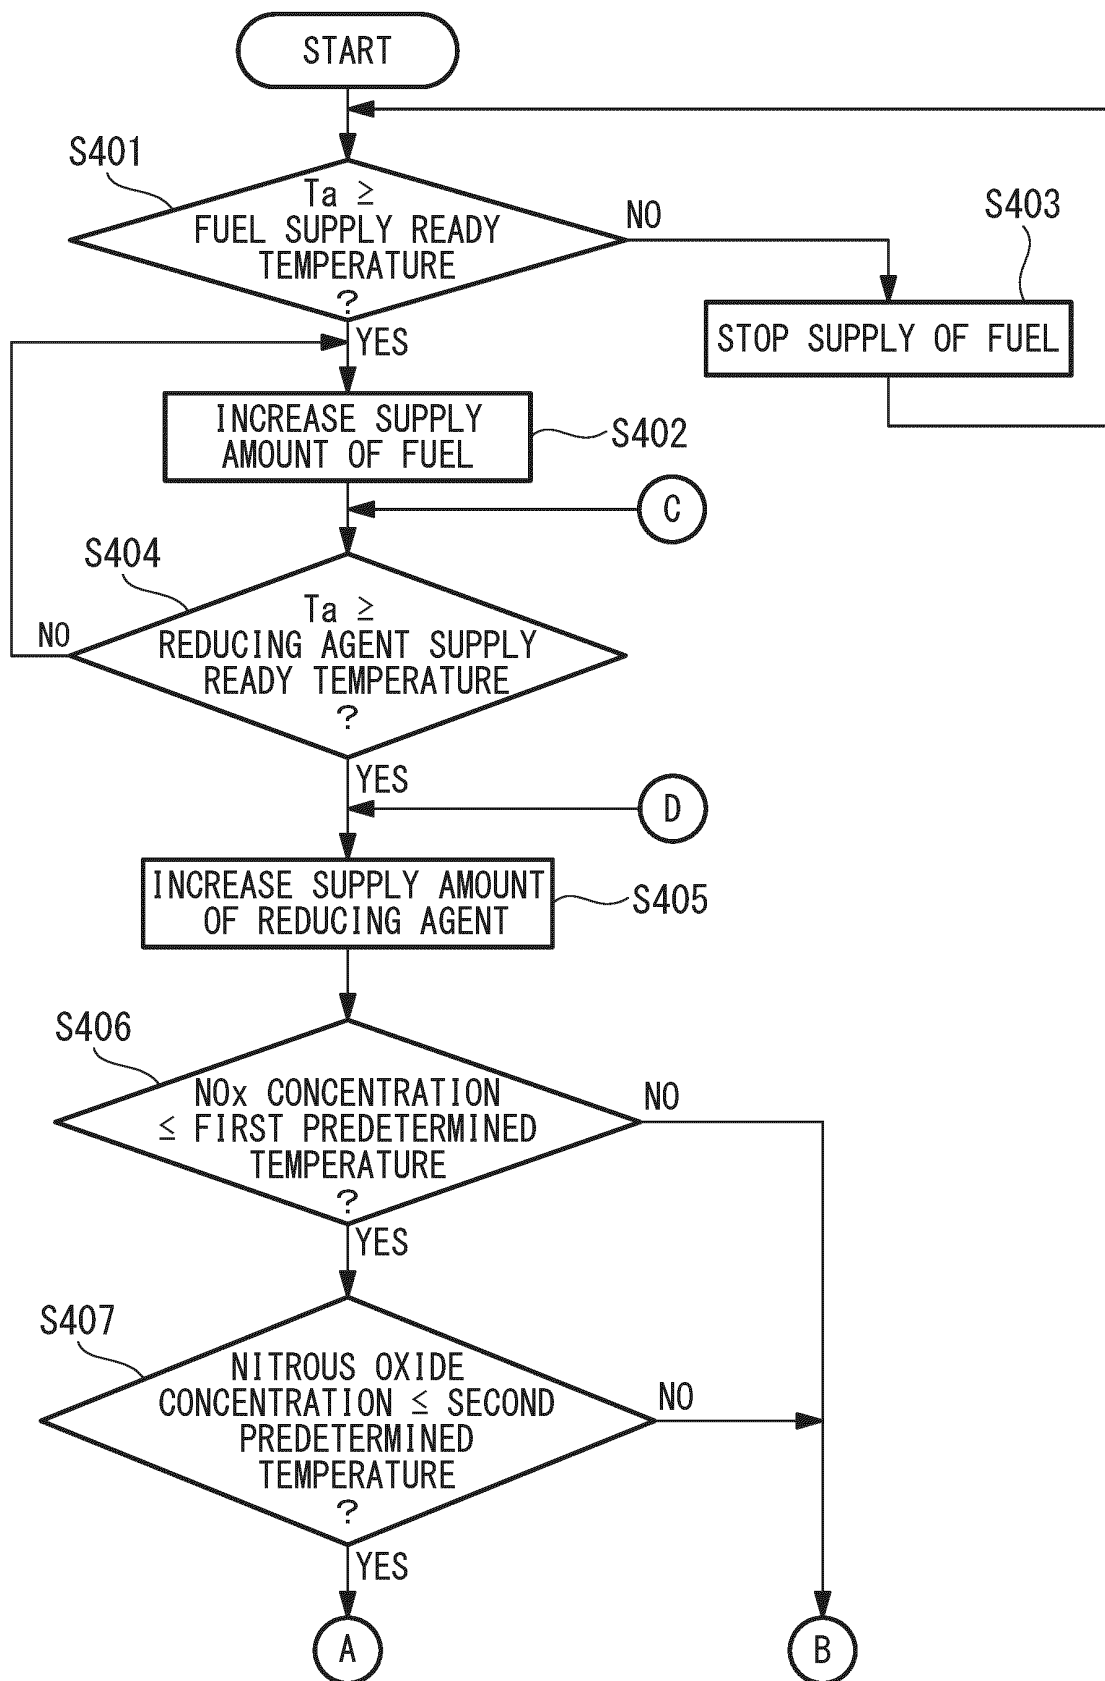 START
S401
Ta ≥
FUEL SUPPLY READY
TEMPERATURE
?
NO
S403
STOP SUPPLY OF FUEL
YES
INCREASE SUPPLY
AMOUNT OF FUEL
S402
C
S404
Ta ≥
REDUCING AGENT SUPPLY
READY TEMPERATURE
?
NO
YES
D
INCREASE SUPPLY AMOUNT
OF REDUCING AGENT
S405
S406
NOx CONCENTRATION
≤ FIRST PREDETERMINED
TEMPERATURE
?
NO
YES
S407
NITROUS OXIDE
CONCENTRATION ≤ SECOND
PREDETERMINED
TEMPERATURE
?
NO
YES
A
B